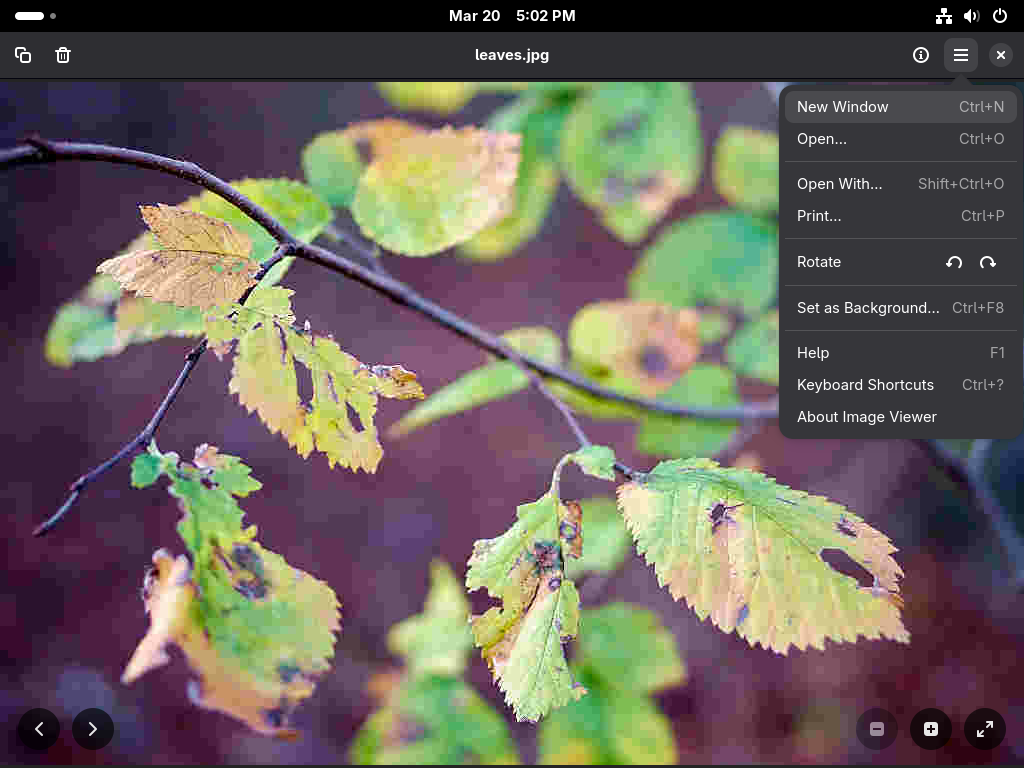 Mar 20 5:02 PM
leaves.jpg
New Window Ctrl+N
Open... Ctrl+O
Open With... Shift+Ctrl+O
Print... Ctrl+P
Rotate
Set as Background... Ctrl+F8
Help F1
Keyboard Shortcuts Ctrl+?
About Image Viewer